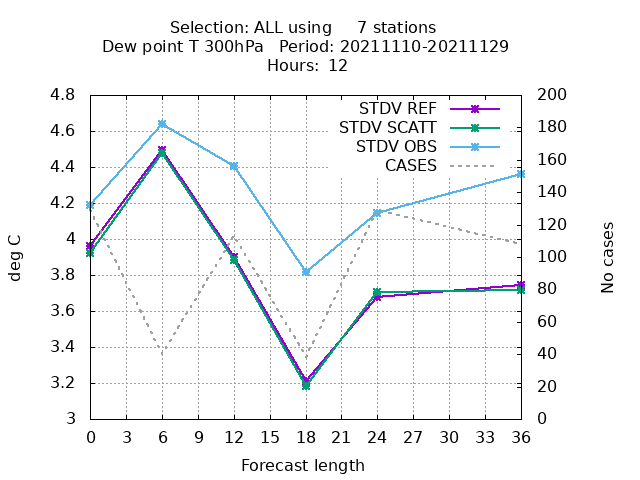 Selection: ALL using     7 stations
Dew point T 300hPa   Period: 20211110-20211129
Hours: 12
4.8
4.6
4.4
4.2
4
3.8
3.6
3.4
3.2
3
deg C
STDV REF
STDV SCATT
STDV OBS
CASES
200
180
160
140
120
100
80
60
40
20
0
No cases
0 3 6 9 12 15 18 21 24 27 30 33 36
Forecast length